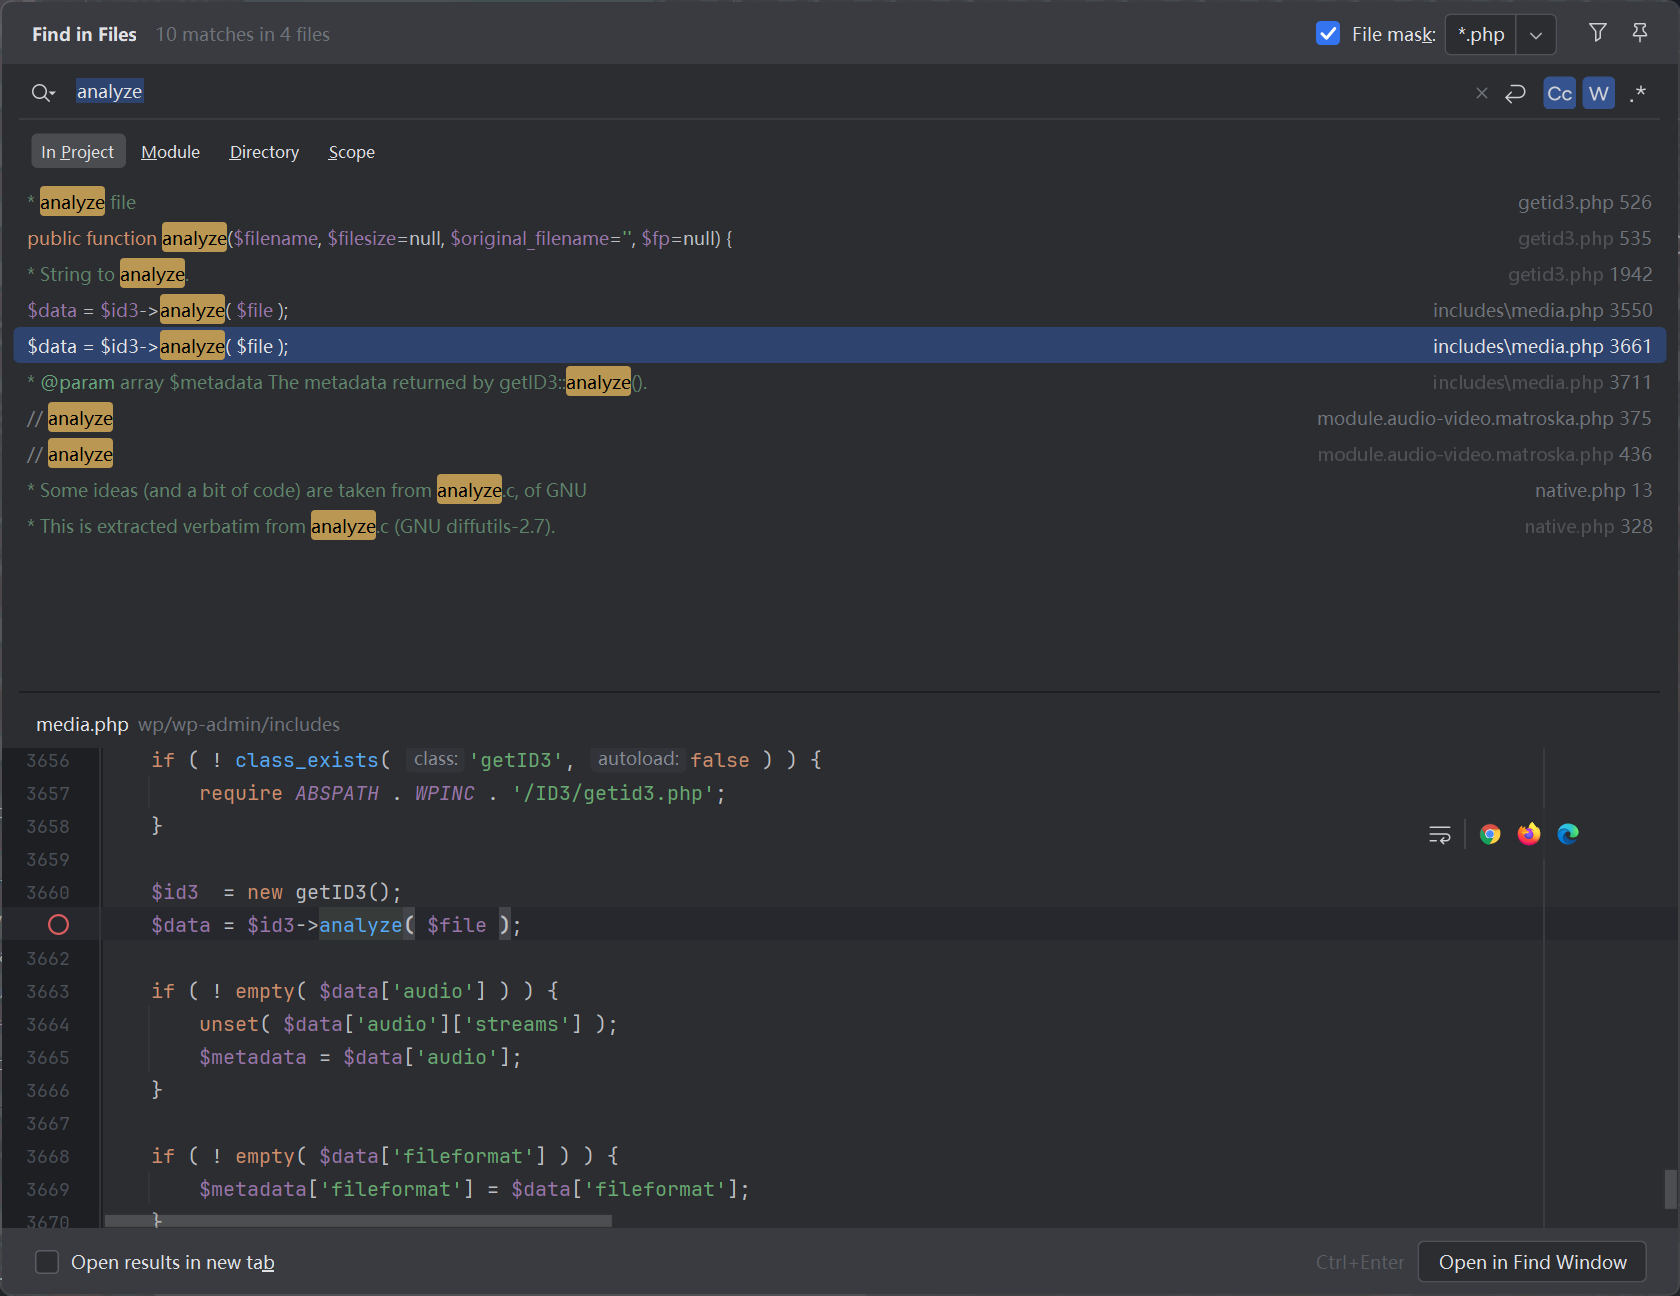 Find in Files 10 matches in 4 files File mask: *.php
analyze Cc W .*
In Project Module Directory Scope
* analyze file getid3.php 526
public function analyze($filename, $filesize=null, $original_filename='', $fp=null) { getid3.php 535
* String to analyze. getid3.php 1942
$data = $id3->analyze( $file ); includes\media.php 3550
$data = $id3->analyze( $file ); includes\media.php 3661
* @param array $metadata The metadata returned by getID3::analyze(). includes\media.php 3711
// analyze module.audio-video.matroska.php 375
// analyze module.audio-video.matroska.php 436
* Some ideas (and a bit of code) are taken from analyze.c, of GNU native.php 13
* This is extracted verbatim from analyze.c (GNU diffutils-2.7). native.php 328
media.php wp/wp-admin/includes
3656 if ( ! class_exists( class: 'getID3', autoload: false ) ) {
3657 require ABSPATH . WPINC . '/ID3/getid3.php';
3658 }
3659
3660 $id3 = new getID3();
$data = $id3->analyze( $file );
3662
3663 if ( ! empty( $data['audio'] ) ) {
3664 unset( $data['audio']['streams'] );
3665 $metadata = $data['audio'];
3666 }
3667
3668 if ( ! empty( $data['fileformat'] ) ) {
3669 $metadata['fileformat'] = $data['fileformat'];
3670 }
Open results in new tab Ctrl+Enter Open in Find Window